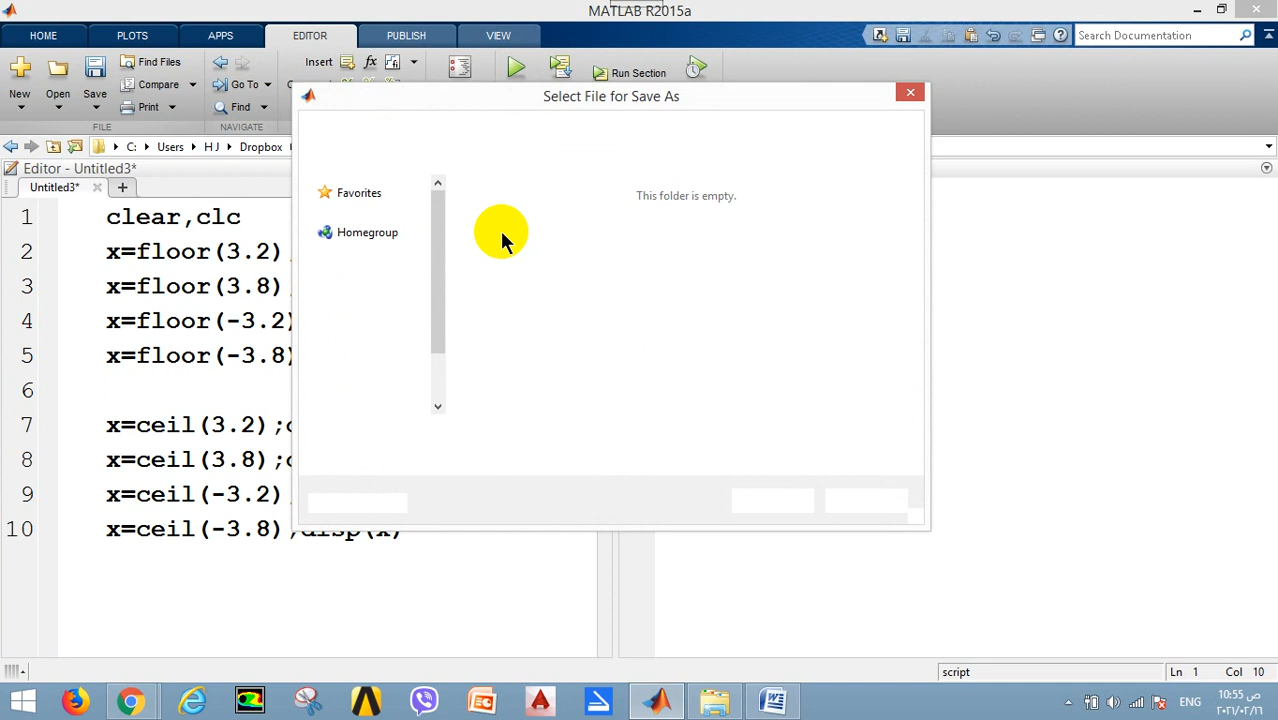 MATLAB R2015a
HOME PLOTS APPS EDITOR PUBLISH VIEW
Search Documentation
Find Files
Insert
fx
New Open Save
Compare
Go To
Print
Find
Run Section
FILE NAVIGATE
Select File for Save As
C: Users H J Dropbox
Editor - Untitled3*
Untitled3*
Favorites
This folder is empty.
Homegroup
1 clear,clc
2 x=floor(3.2)
3 x=floor(3.8)
4 x=floor(-3.2)
5 x=floor(-3.8)
6
7 x=ceil(3.2);
8 x=ceil(3.8);
9 x=ceil(-3.2)
10 x=ceil(-3.8);disp(x)
script Ln 1 Col 10
ENG
10:55 ص
٢٠٢١/٠٢/١٦